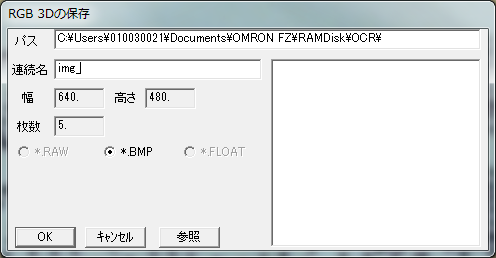 RGB 3Dの保存
パス C:¥Users¥010030021¥Documents¥OMRON FZ¥RAMDisk¥OCR¥
連続名 img_
幅 640. 高さ 480.
枚数 5.
*.RAW *.BMP *.FLOAT
OK ｷｬﾝｾﾙ 参照